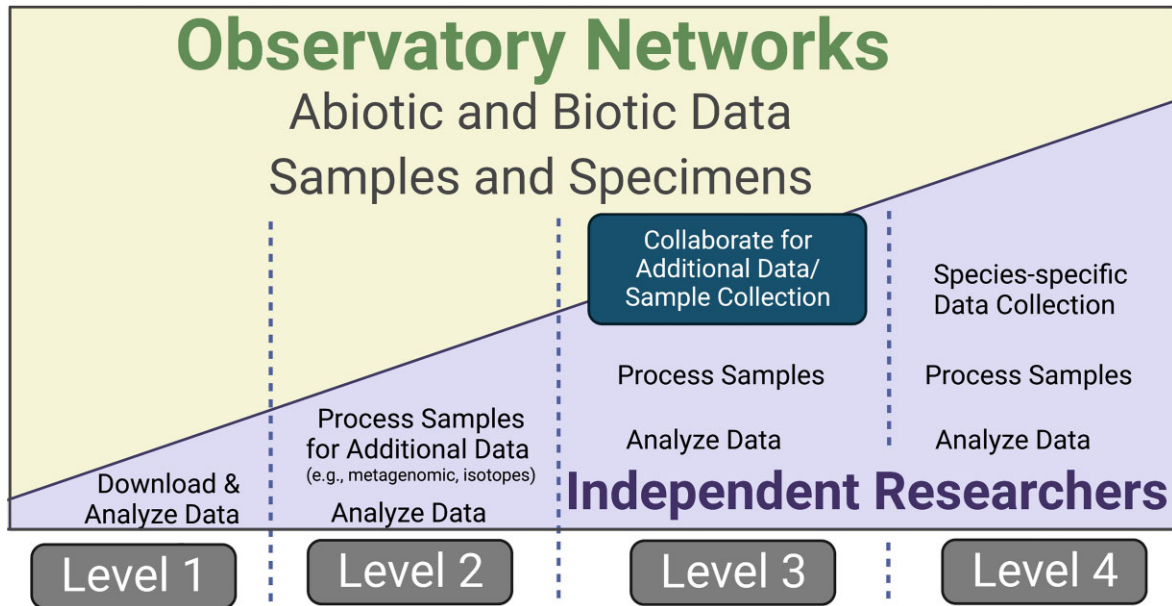 Observatory Networks
Abiotic and Biotic Data
Samples and Specimens
Download &
Analyze Data
Process Samples
for Additional Data
(e.g., metagenomic, isotopes)
Analyze Data
Collaborate for
Additional Data/
Sample Collection
Process Samples
Analyze Data
Species-specific
Data Collection
Process Samples
Analyze Data
Independent Researchers
Level 1
Level 2
Level 3
Level 4